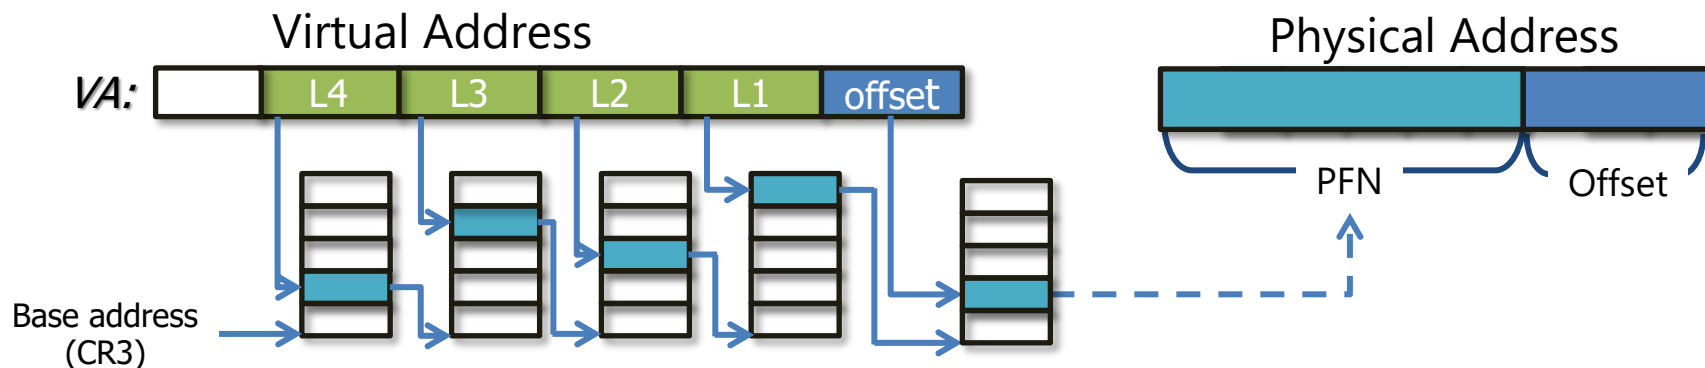 Virtual Address
Physical Address
VA:
L4
L3
L2
L1
offset
PFN
Offset
Base address
(CR3)